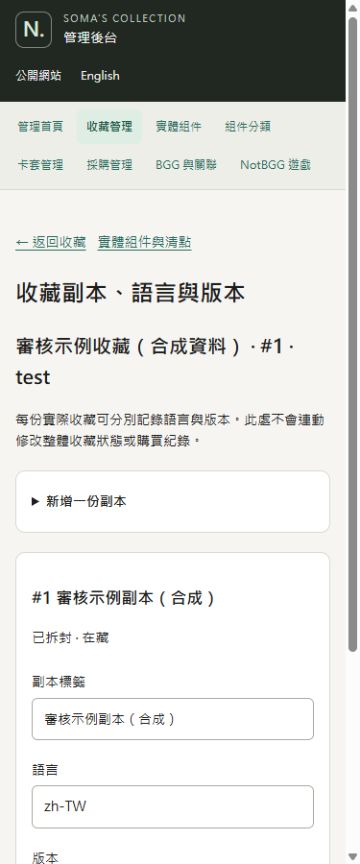 N.
SOMA'S COLLECTION
管理後台
公開網站 English
管理首頁 收藏管理 實體組件 組件分類
卡套管理 採購管理 BGG 與關聯 NotBGG 遊戲
← 返回收藏 實體組件與清點
收藏副本、語言與版本
審核示例收藏（合成資料）· #1 ·
test
每份實際收藏可分別記錄語言與版本。此處不會連動
修改整體收藏狀態或購買紀錄。
▶ 新增一份副本
#1 審核示例副本（合成）
已拆封 · 在藏
副本標籤
審核示例副本（合成）
語言
zh-TW
版本